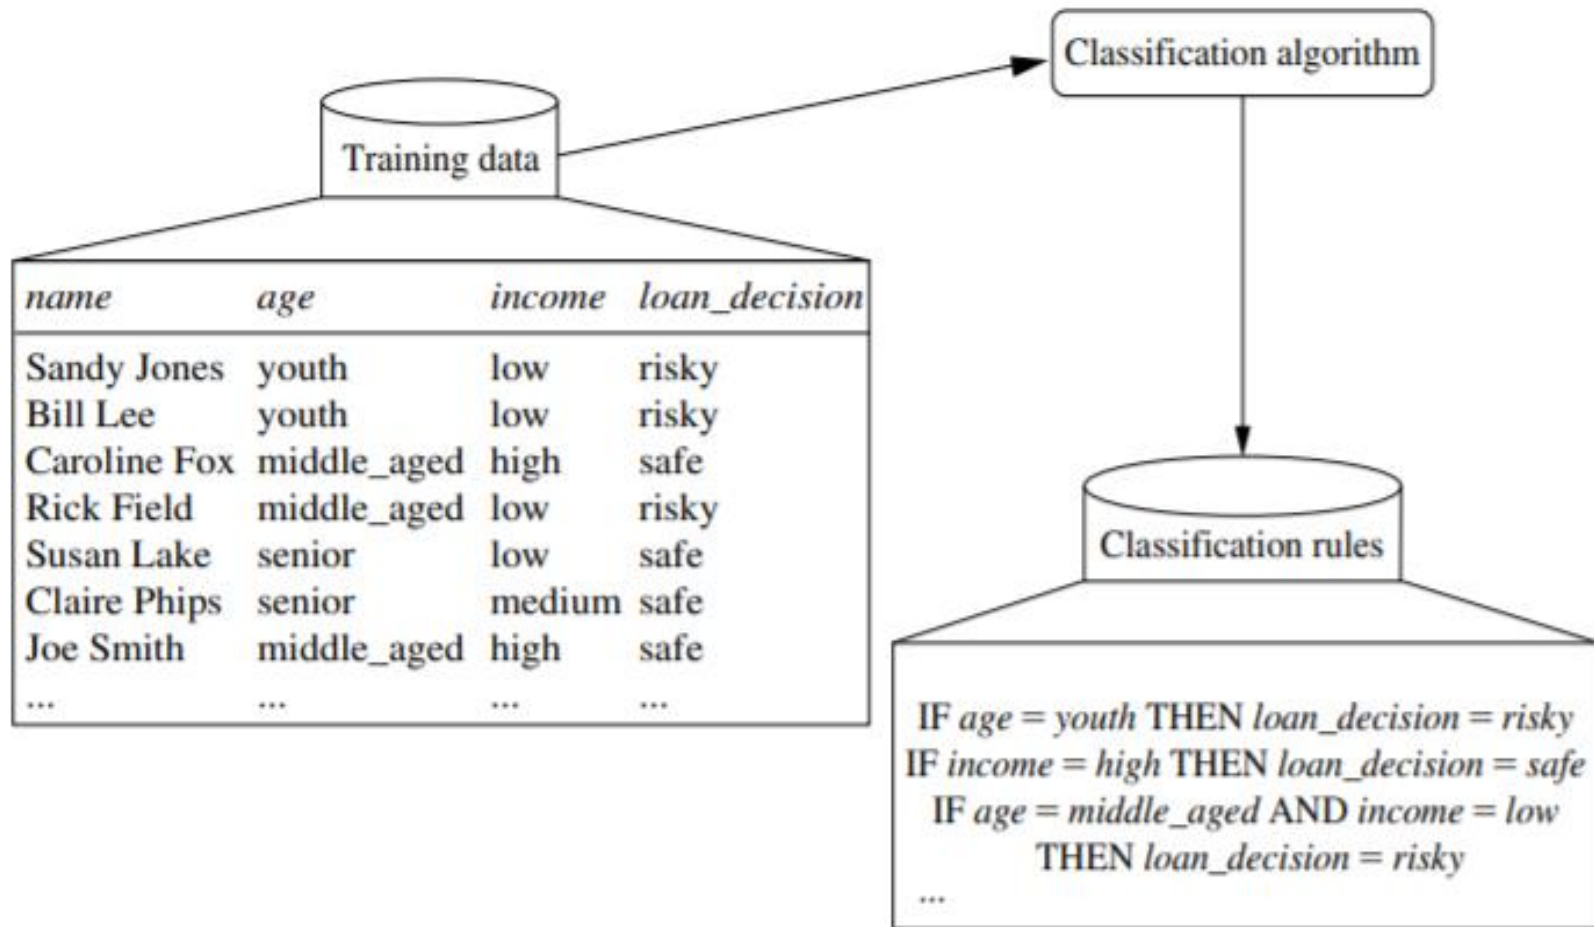 Classification algorithm
Training data
name age income loan_decision
Sandy Jones youth low risky
Bill Lee youth low risky
Caroline Fox middle_aged high safe
Rick Field middle_aged low risky
Susan Lake senior low safe
Claire Phips senior medium safe
Joe Smith middle_aged high safe
... ... ... ...
Classification rules
IF age = youth THEN loan_decision = risky
IF income = high THEN loan_decision = safe
IF age = middle_aged AND income = low
THEN loan_decision = risky
...